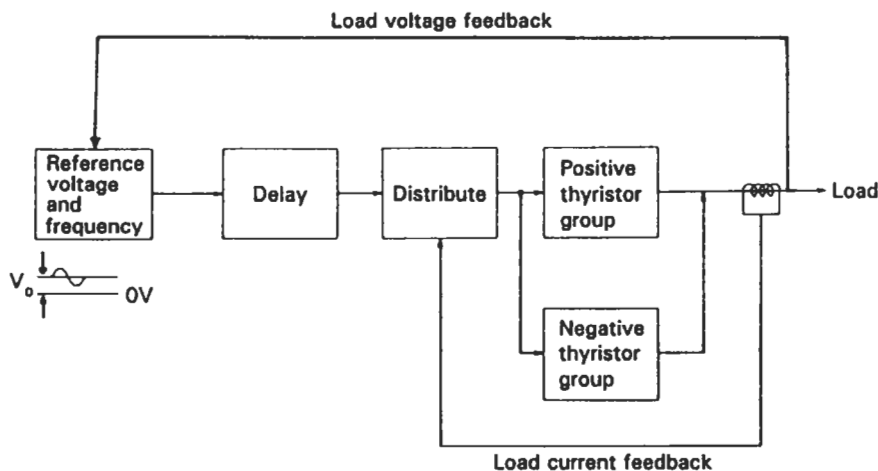 Load voltage feedback
Reference
voltage
and
frequency
Delay
Distribute
Positive
thyristor
group
Load
Vo
0V
Negative
thyristor
group
Load current feedback